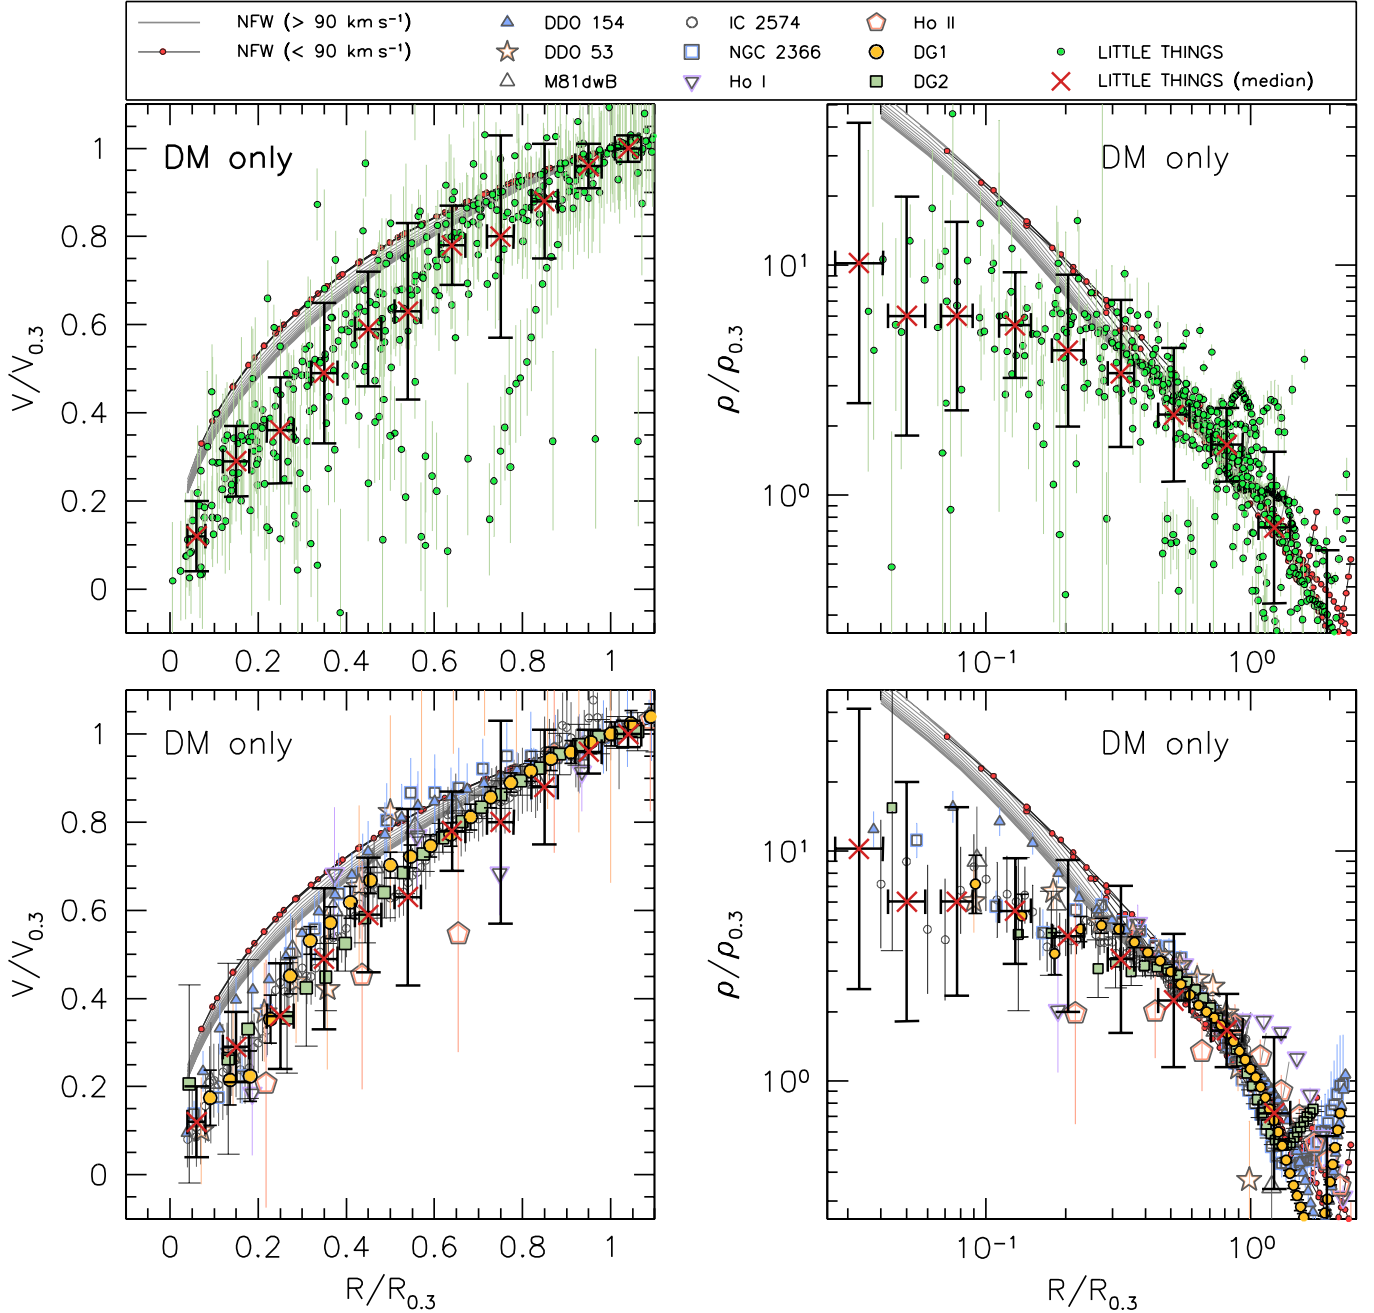 NFW (> 90 km s⁻¹) DDO 154 IC 2574 Ho II
NFW (< 90 km s⁻¹) DDO 53 NGC 2366 DG1 LITTLE THINGS
M81dwB Ho I DG2 LITTLE THINGS (median)
DM only
V/V0.3
1
0.8
0.6
0.4
0.2
0
0 0.2 0.4 0.6 0.8 1
DM only
ρ/ρ0.3
10¹
10⁰
10⁻¹ 10⁰
DM only
V/V0.3
1
0.8
0.6
0.4
0.2
0
0 0.2 0.4 0.6 0.8 1
R/R0.3
DM only
ρ/ρ0.3
10¹
10⁰
10⁻¹ 10⁰
R/R0.3